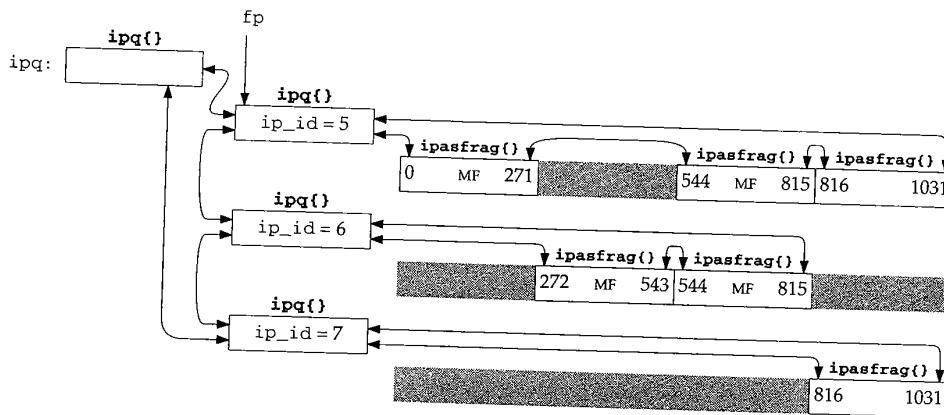 fp
ipq{}
ipq:
ipq{}
ip_id = 5
ipasfrag{}
ipasfrag{} ipasfrag{}
0 MF 271
544 MF 815
816 1031
ipq{}
ip_id = 6
ipasfrag{} ipasfrag{}
272 MF 543
544 MF 815
ipq{}
ip_id = 7
ipasfrag{}
816 1031